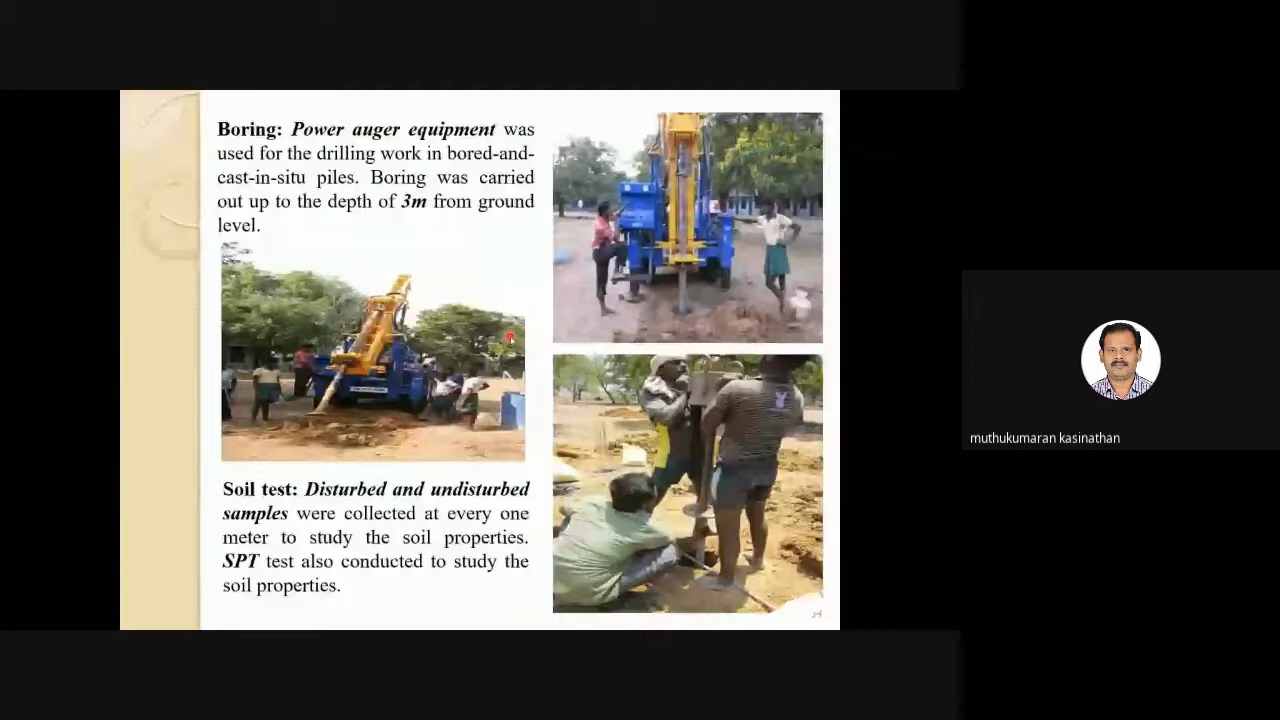 Boring: Power auger equipment was
used for the drilling work in bored-and-
cast-in-situ piles. Boring was carried
out up to the depth of 3m from ground
level.
Soil test: Disturbed and undisturbed
samples were collected at every one
meter to study the soil properties.
SPT test also conducted to study the
soil properties.
muthukumaran kasinathan